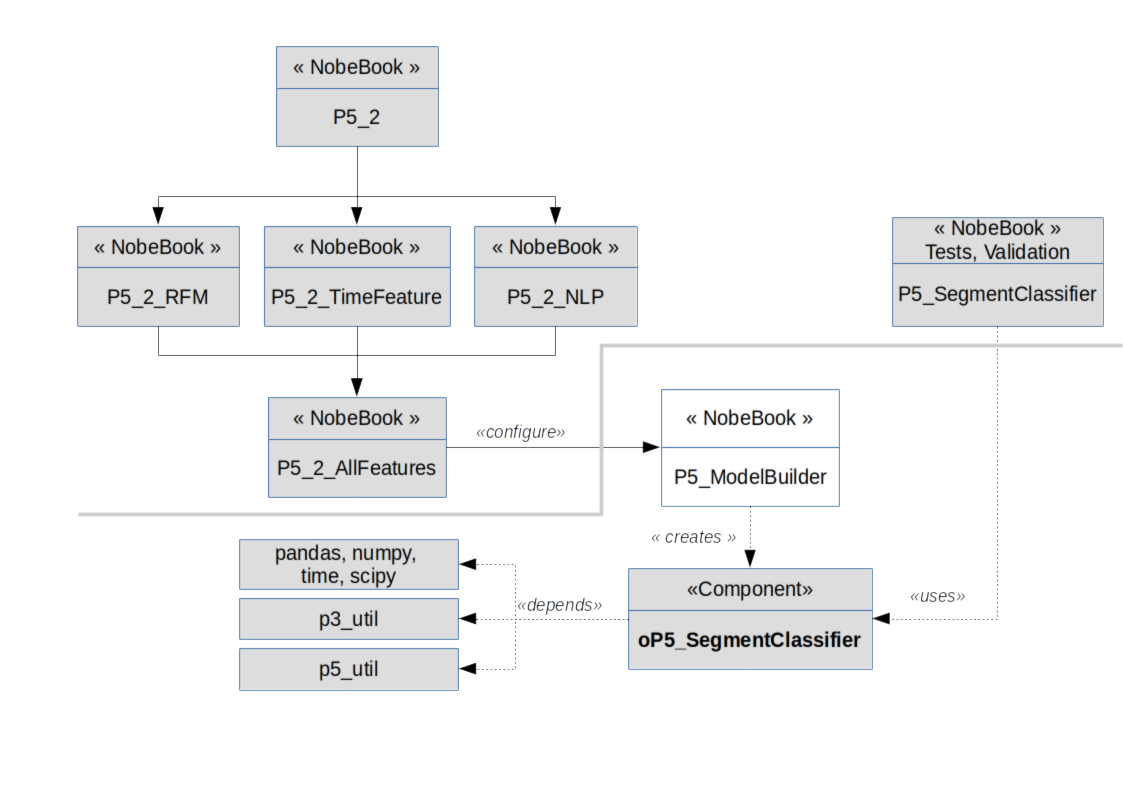 « NobeBook »
P5_2
« NobeBook »
P5_2_RFM
« NobeBook »
P5_2_TimeFeature
« NobeBook »
P5_2_NLP
« NobeBook »
Tests, Validation
P5_SegmentClassifier
« NobeBook »
P5_2_AllFeatures
«configure»
« NobeBook »
P5_ModelBuilder
« creates »
pandas, numpy,
time, scipy
p3_util
p5_util
«depends»
«Component»
oP5_SegmentClassifier
«uses»